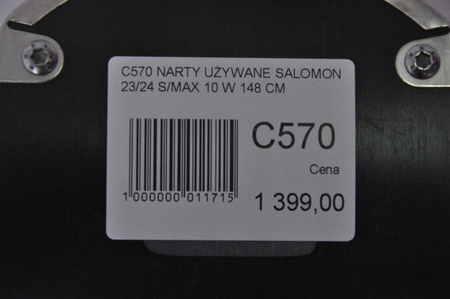 C570 NARTY UŻYWANE SALOMON
23/24 S/MAX 10 W 148 CM
C570
Cena
1 000000 011715
1 399,00